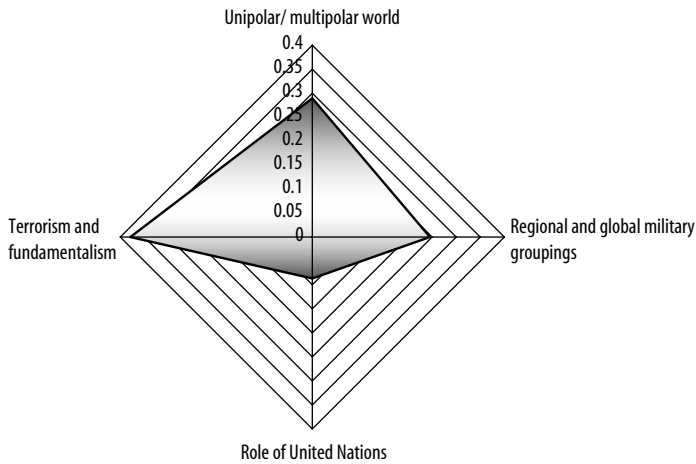 Unipolar/ multipolar world
0.4
0.35
0.3
0.25
0.2
0.15
0.1
0.05
0
Terrorism and
fundamentalism
Regional and global military
groupings
Role of United Nations